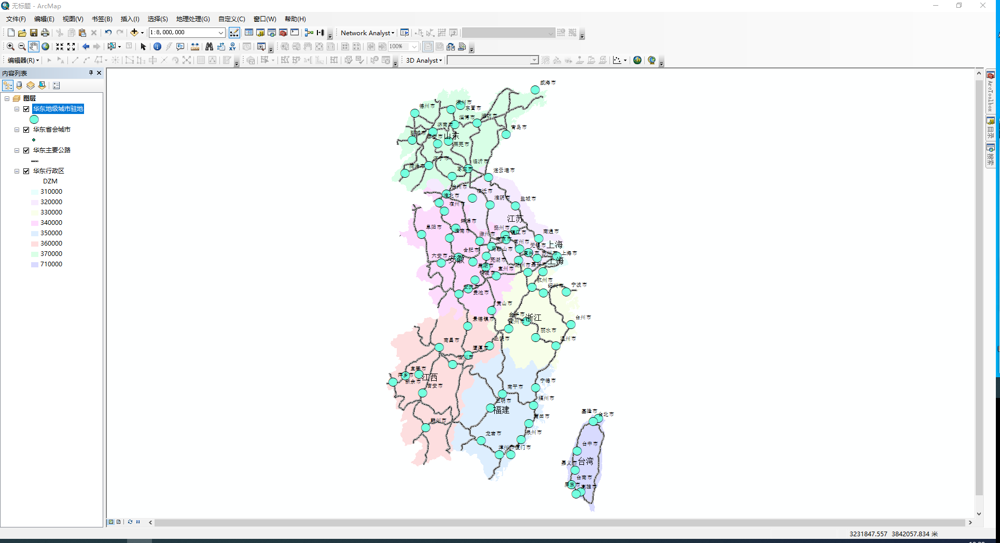 无标题 - ArcMap
文件(F) 编辑(E) 视图(V) 书签(B) 插入(I) 选择(S) 地理处理(G) 自定义(C) 窗口(W) 帮助(H)
1:8,000,000 Network Analyst
100%
编辑器(R) 3D Analyst
内容列表
图层
华东地级城市驻地
华东省会城市
华东主要公路
华东行政区
DZM
310000
320000
330000
340000
350000
360000
370000
710000
威海市
德州市 滨州市
东营市
淄博市 潍坊市
济南市 青岛市
聊城市
山东
莱芜市
济宁市
临沂市
菏泽市 枣庄市 连云港市
徐州市
宿迁市
淮北市 淮阴市 盐城市
宿州市
江苏
蚌埠市
阜阳市 淮南市 扬州市 镇江市 南通市
滁州市
南京市 常州市 无锡市 上海
合肥市 马鞍山市
六安市 安徽 芜湖市 宜兴市 苏州市 上海市
上海
巢湖市 宣州市 湖州市 嘉兴市
铜陵市
杭州市
安庆市 绍兴市 宁波市
贵池市
黄山市
金华市 浙江 台州市
景德镇市 衢州市
丽水市
南昌市 上饶市 温州市
鹰潭市
临川市
宜春市
萍乡市 江西
新余市 宁德市
吉安市 南平市
三明市 福州市
福建
基隆市 台北市
莆田市
赣州市
龙岩市 泉州市
漳州市 厦门市 台中市
嘉义市 台湾
台南市
屏东市 高雄市
ArcToolbox
目录
搜索
3231847.557 3842057.834 米